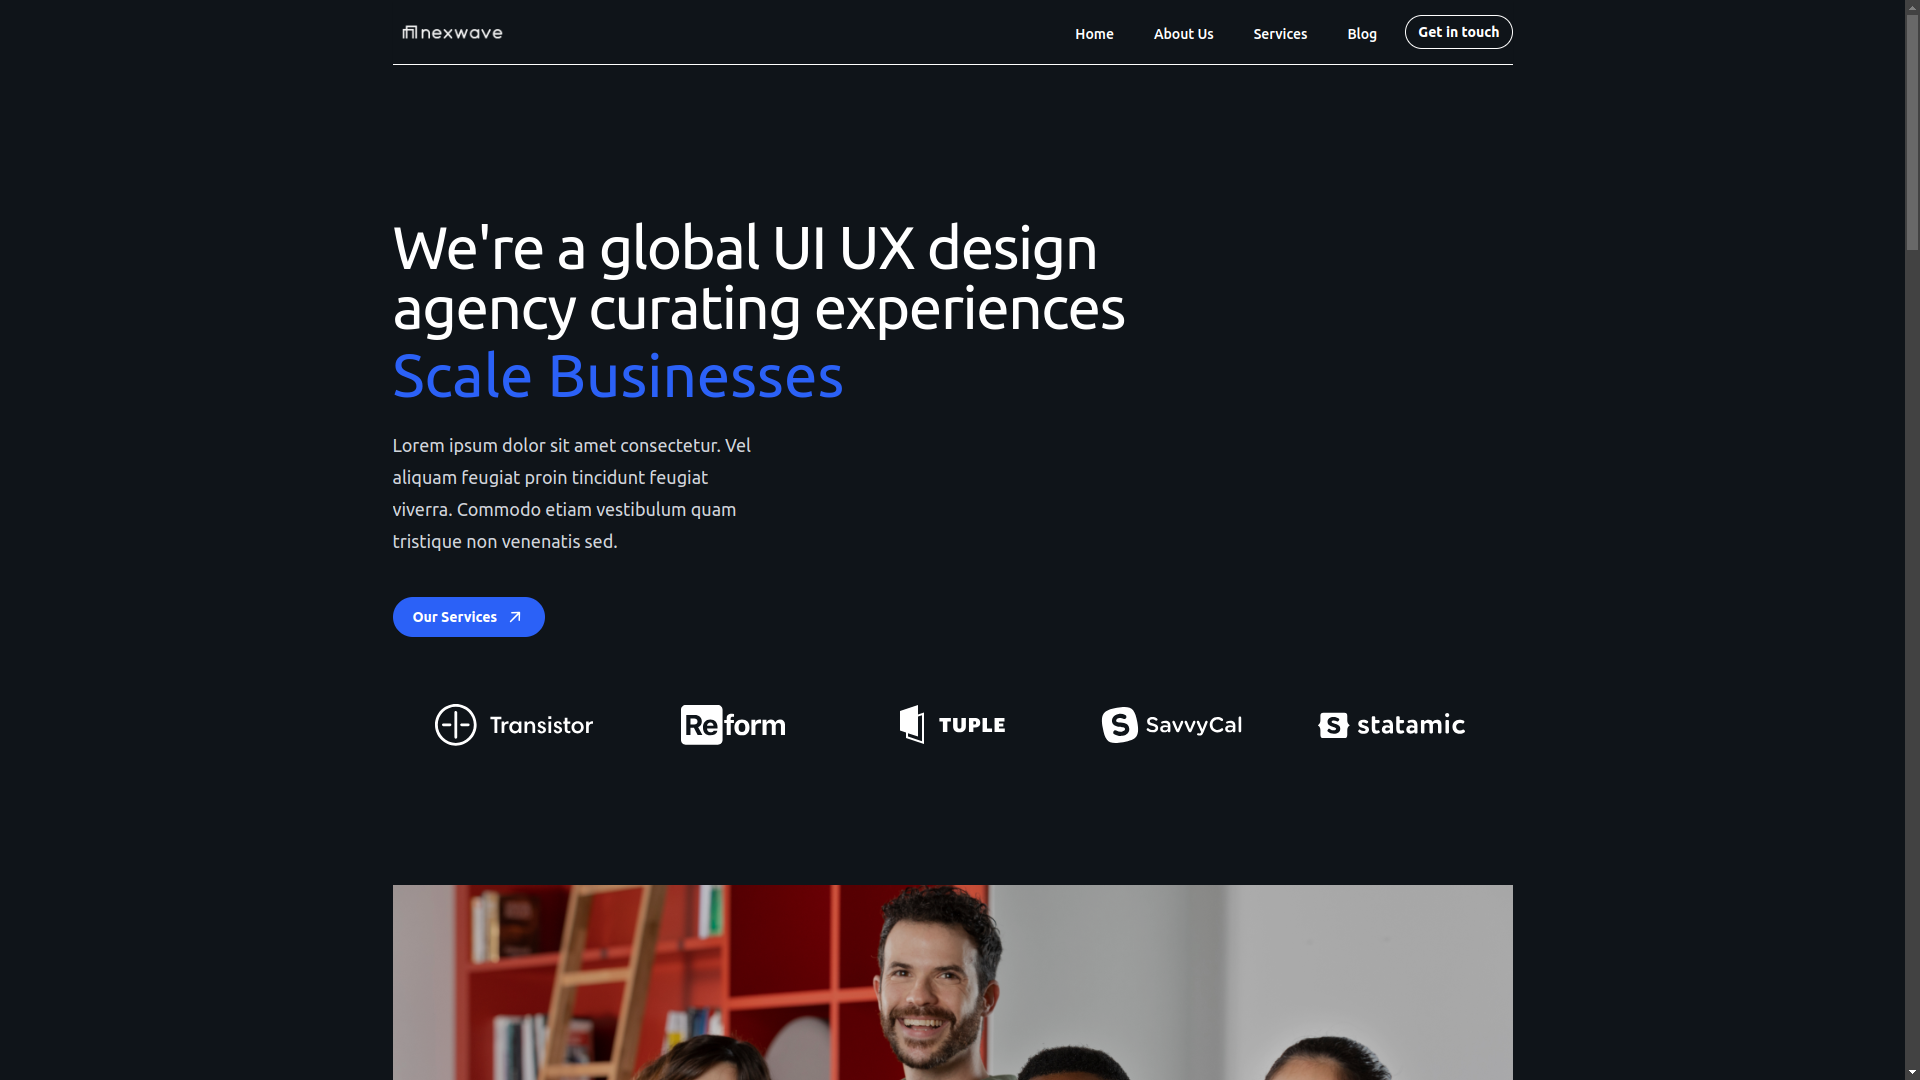 nexwave
Home
About Us
Services
Blog
Get in touch
We're a global UI UX design
agency curating experiences
Scale Businesses
Lorem ipsum dolor sit amet consectetur. Vel
aliquam feugiat proin tincidunt feugiat
viverra. Commodo etiam vestibulum quam
tristique non venenatis sed.
Our Services
Transistor
Reform
TUPLE
S SavvyCal
S statamic